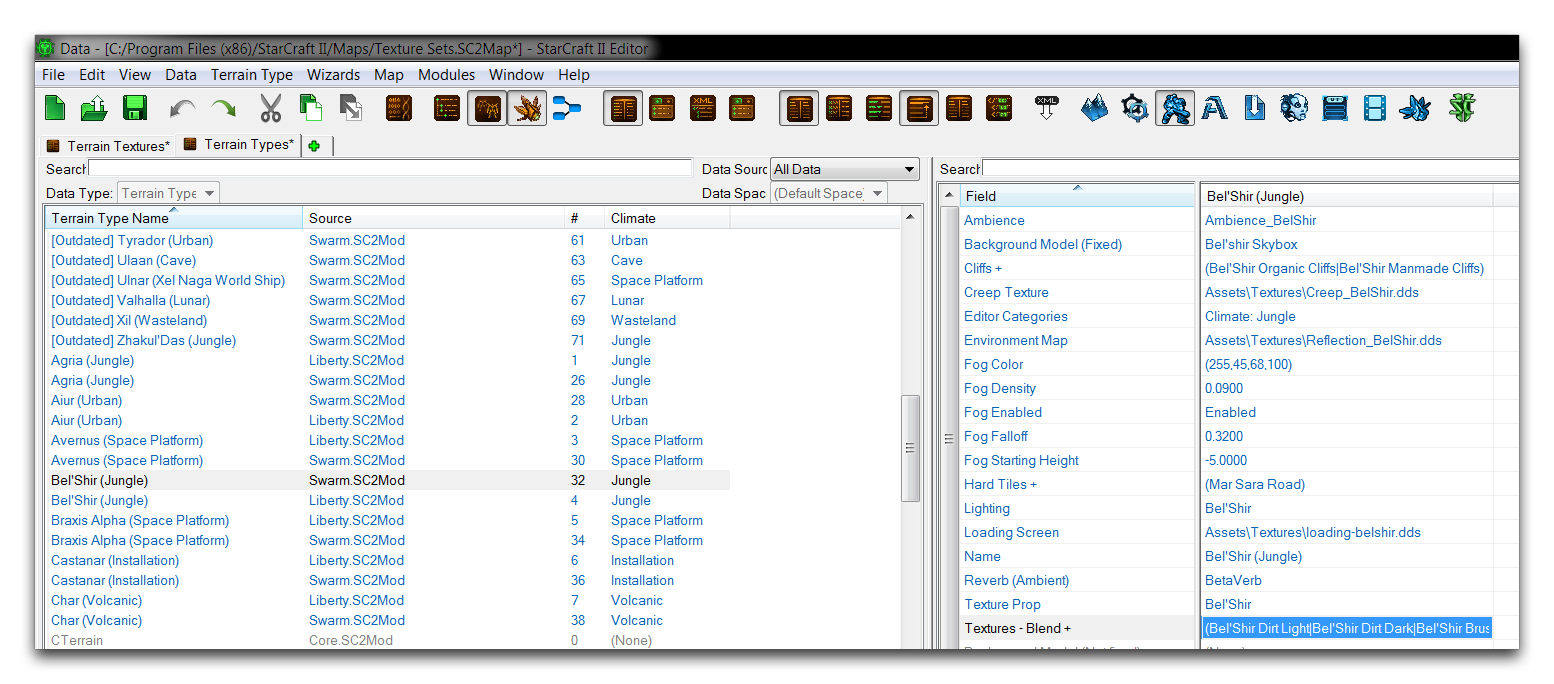 Data - [C:/Program Files (x86)/StarCraft II/Maps/Texture Sets.SC2Map*] - StarCraft II Editor
File Edit View Data Terrain Type Wizards Map Modules Window Help
Terrain Textures* Terrain Types*
Search Data Sourc All Data Search
Data Type: Terrain Type Data Spac (Default Space)
Terrain Type Name Source # Climate
[Outdated] Tyrador (Urban) Swarm.SC2Mod 61 Urban
[Outdated] Ulaan (Cave) Swarm.SC2Mod 63 Cave
[Outdated] Ulnar (Xel Naga World Ship) Swarm.SC2Mod 65 Space Platform
[Outdated] Valhalla (Lunar) Swarm.SC2Mod 67 Lunar
[Outdated] Xil (Wasteland) Swarm.SC2Mod 69 Wasteland
[Outdated] Zhakul'Das (Jungle) Swarm.SC2Mod 71 Jungle
Agria (Jungle) Liberty.SC2Mod 1 Jungle
Agria (Jungle) Swarm.SC2Mod 26 Jungle
Aiur (Urban) Swarm.SC2Mod 28 Urban
Aiur (Urban) Liberty.SC2Mod 2 Urban
Avernus (Space Platform) Liberty.SC2Mod 3 Space Platform
Avernus (Space Platform) Swarm.SC2Mod 30 Space Platform
Bel'Shir (Jungle) Swarm.SC2Mod 32 Jungle
Bel'Shir (Jungle) Liberty.SC2Mod 4 Jungle
Braxis Alpha (Space Platform) Liberty.SC2Mod 5 Space Platform
Braxis Alpha (Space Platform) Swarm.SC2Mod 34 Space Platform
Castanar (Installation) Liberty.SC2Mod 6 Installation
Castanar (Installation) Swarm.SC2Mod 36 Installation
Char (Volcanic) Liberty.SC2Mod 7 Volcanic
Char (Volcanic) Swarm.SC2Mod 38 Volcanic
CTerrain Core.SC2Mod 0 (None)
Field Bel'Shir (Jungle)
Ambience Ambience_BelShir
Background Model (Fixed) Bel'shir Skybox
Cliffs + (Bel'Shir Organic Cliffs|Bel'Shir Manmade Cliffs)
Creep Texture Assets\Textures\Creep_BelShir.dds
Editor Categories Climate: Jungle
Environment Map Assets\Textures\Reflection_BelShir.dds
Fog Color (255,45,68,100)
Fog Density 0.0900
Fog Enabled Enabled
Fog Falloff 0.3200
Fog Starting Height -5.0000
Hard Tiles + (Mar Sara Road)
Lighting Bel'Shir
Loading Screen Assets\Textures\loading-belshir.dds
Name Bel'Shir (Jungle)
Reverb (Ambient) BetaVerb
Texture Prop Bel'Shir
Textures - Blend + (Bel'Shir Dirt Light|Bel'Shir Dirt Dark|Bel'Shir Brus